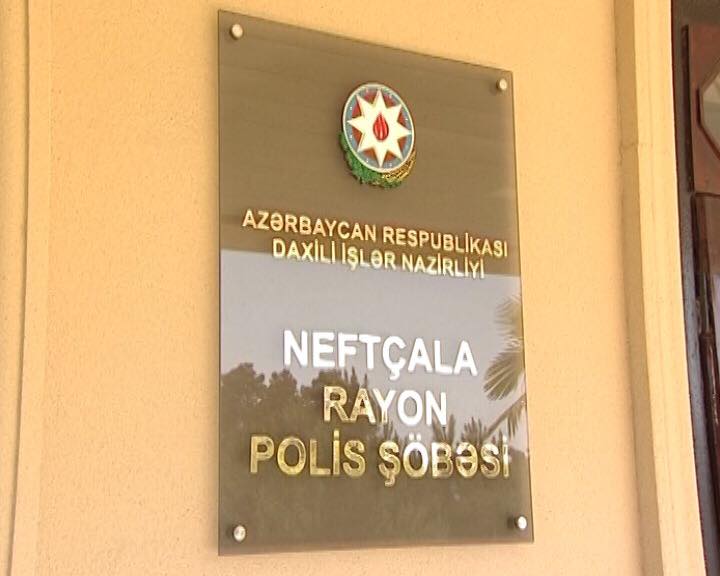 AZƏRBAYCAN RESPUBLİKASI
DAXİLİ İŞLƏR NAZİRLİYİ
NEFTÇALA
RAYON
POLİS ŞÖBƏSİ